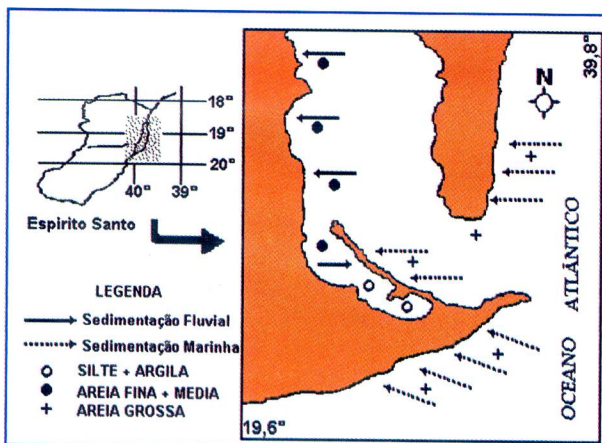 18°
19°
20°
40° 39°
Espirito Santo
LEGENDA
Sedimentação Fluvial
Sedimentação Marinha
SILTE + ARGILA
AREIA FINA + MEDIA
AREIA GROSSA
39,8°
N
OCEANO ATLÂNTICO
19,6°